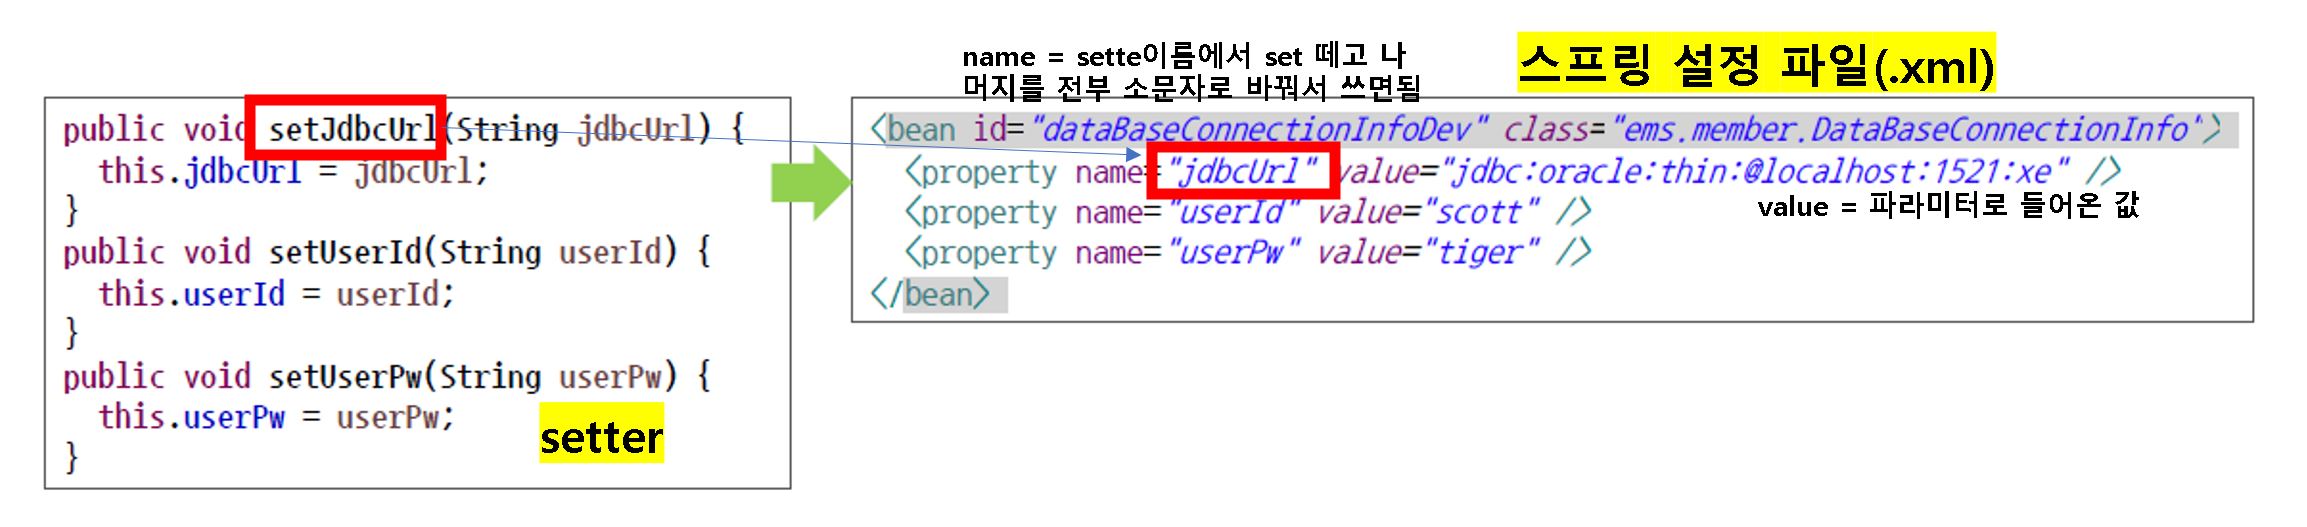 name = sette이름에서 set 떼고 나
머지를 전부 소문자로 바꿔서 쓰면됨
스프링 설정 파일(.xml)
public void setJdbcUrl(String jdbcUrl) {
this.jdbcUrl = jdbcUrl;
}
public void setUserId(String userId) {
this.userId = userId;
}
public void setUserPw(String userPw) {
this.userPw = userPw;
}
setter
<bean id="dataBaseConnectionInfoDev" class="ems.member.DataBaseConnectionInfo">
<property name="jdbcUrl" value="jdbc:oracle:thin:@localhost:1521:xe" />
value = 파라미터로 들어온 값
<property name="userId" value="scott" />
<property name="userPw" value="tiger" />
</bean>